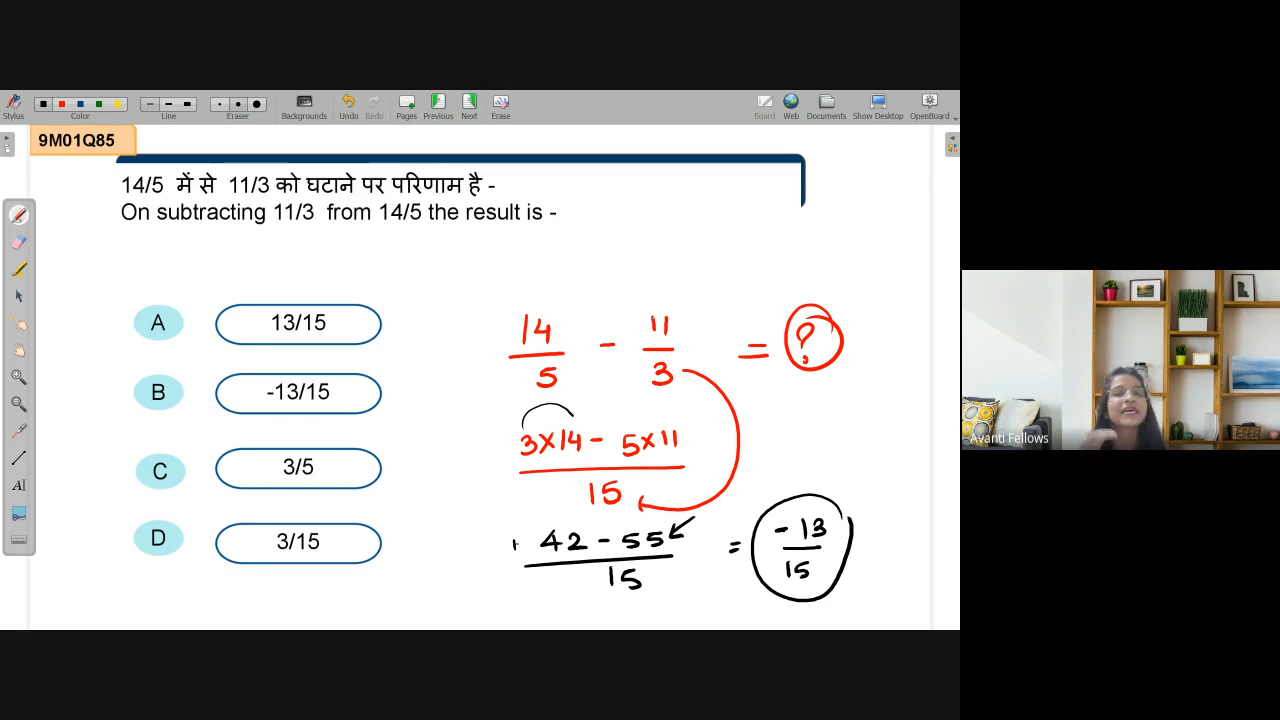 Stylus
Color
Line
Eraser
Backgrounds
Undo
Redo
Pages
Previous
Next
Erase
Board
Web
Documents
Show Desktop
OpenBoard
9M01Q85
14/5 में से 11/3 को घटाने पर परिणाम है -
On subtracting 11/3 from 14/5 the result is -
A 13/15
B -13/15
C 3/5
D 3/15
14/5 - 11/3 = ?
3×14 - 5×11
15
+ 42 - 55 = -13
15 15
Avanti Fellows